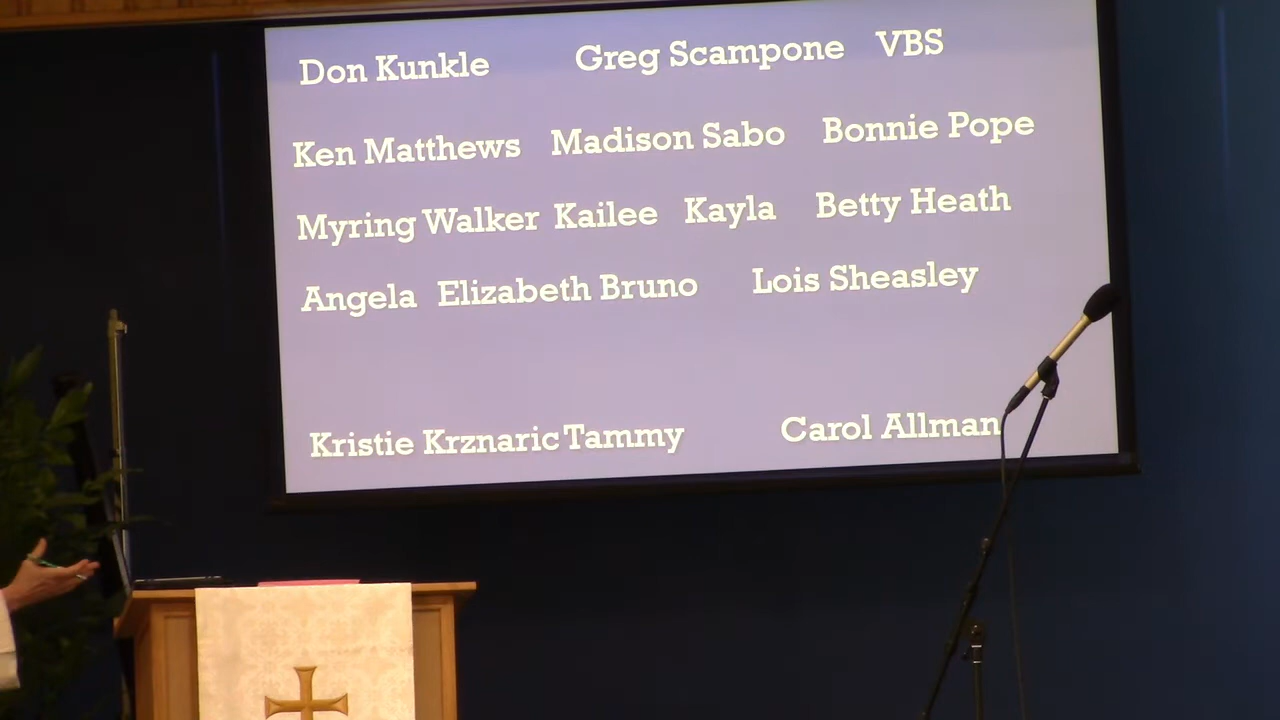 Don Kunkle Greg Scampone VBS
Ken Matthews Madison Sabo Bonnie Pope
Myring Walker Kailee Kayla Betty Heath
Angela Elizabeth Bruno Lois Sheasley
Kristie Krznaric Tammy Carol Allman